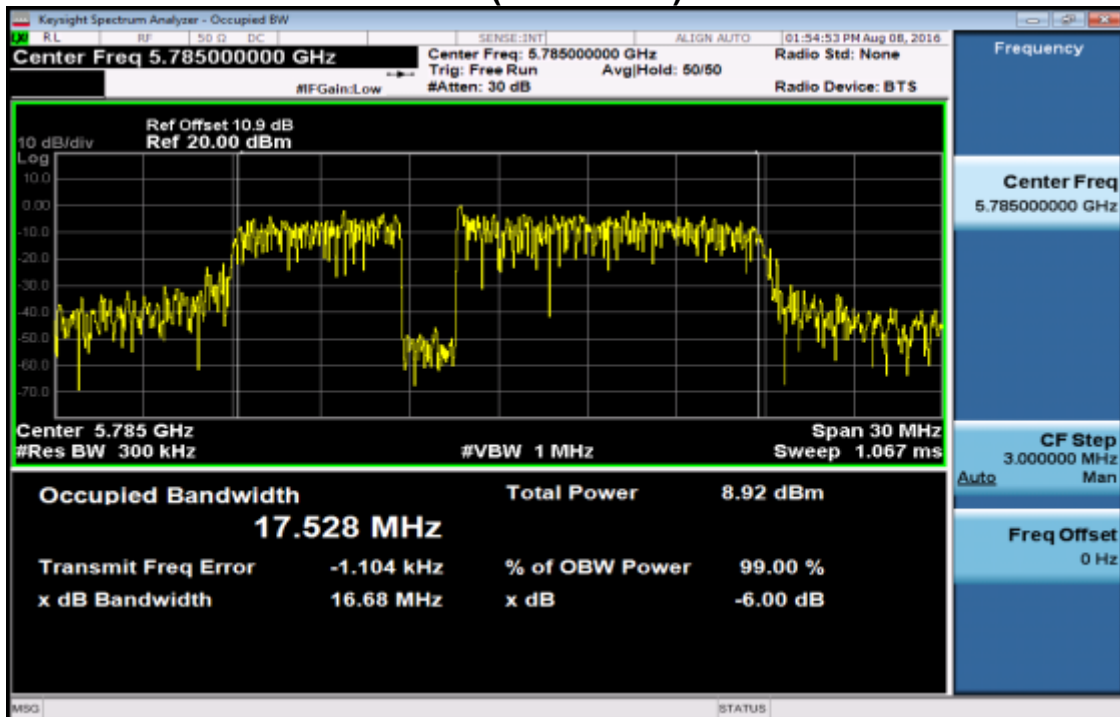 Keysight Spectrum Analyzer - Occupied BW
RL RF 50 Ω DC SENSE:INT ALIGN AUTO 01:54:53 PM Aug 08, 2016
Center Freq 5.785000000 GHz
Center Freq: 5.785000000 GHz Radio Std: None
Trig: Free Run Avg|Hold: 50/50
#IFGain:Low #Atten: 30 dB Radio Device: BTS
Ref Offset 10.9 dB
10 dB/div Ref 20.00 dBm
Log
10.0
0.00
-10.0
-20.0
-30.0
-40.0
-50.0
-60.0
-70.0
Center 5.785 GHz Span 30 MHz
#Res BW 300 kHz #VBW 1 MHz Sweep 1.067 ms
Occupied Bandwidth Total Power 8.92 dBm
17.528 MHz
Transmit Freq Error -1.104 kHz % of OBW Power 99.00 %
x dB Bandwidth 16.68 MHz x dB -6.00 dB
MSG STATUS
Frequency
Center Freq
5.785000000 GHz
CF Step
3.000000 MHz
Auto Man
Freq Offset
0 Hz